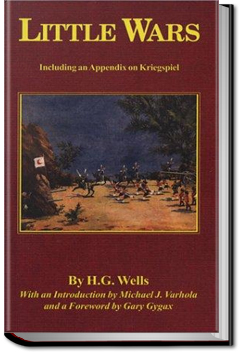 LITTLE WARS
Including an Appendix on Kriegspiel
By H.G. Wells
With an Introduction by Michael J. Varhola
and a Foreword by Gary Gygax